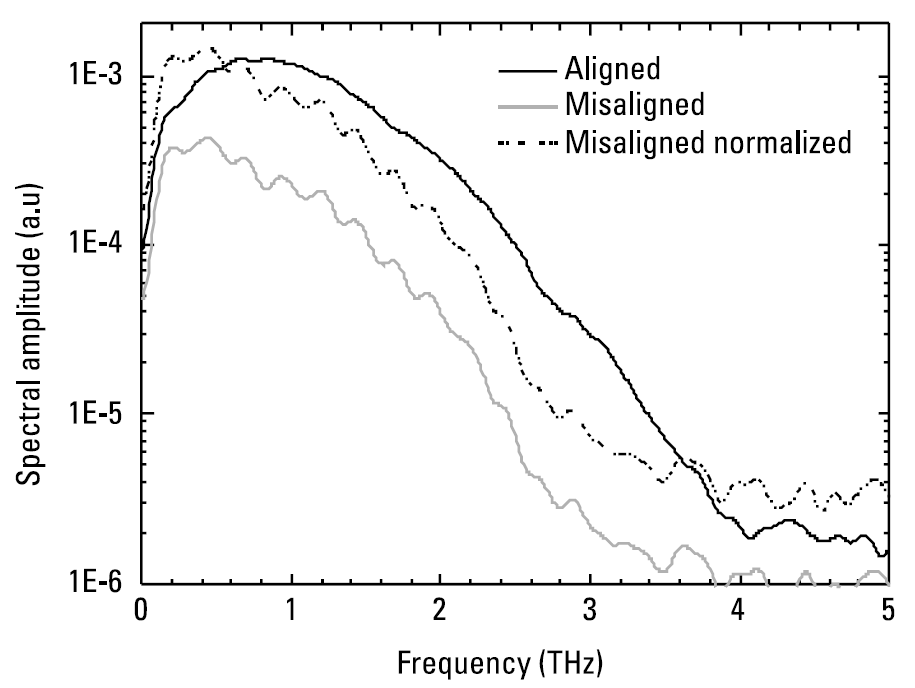 1E-3
1E-4
1E-5
1E-6
Spectral amplitude (a.u)
Aligned
Misaligned
Misaligned normalized
0 1 2 3 4 5
Frequency (THz)